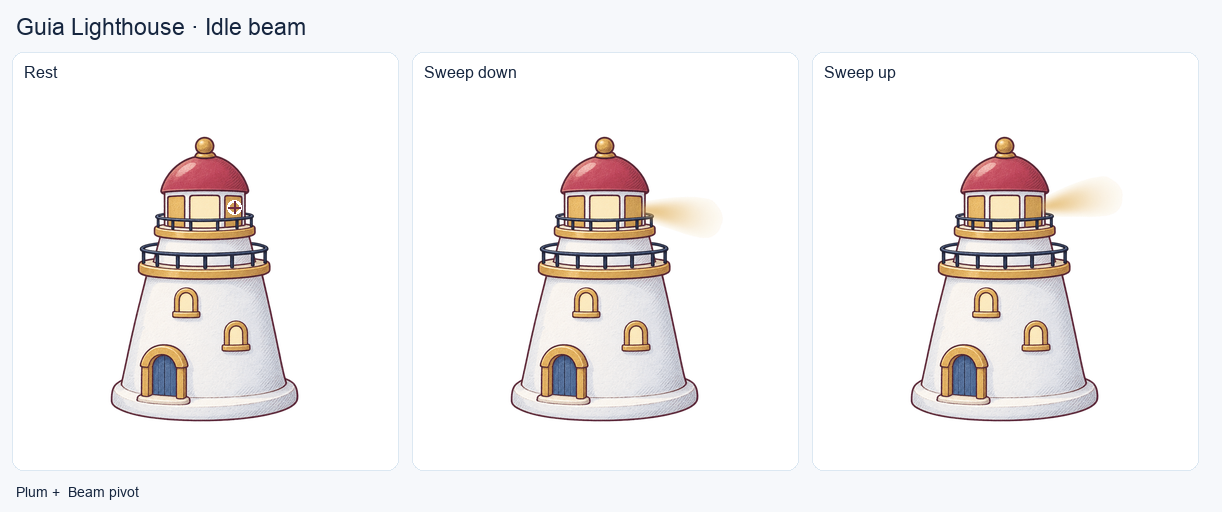 Guia Lighthouse · Idle beam
Rest
Sweep down
Sweep up
Plum +  Beam pivot